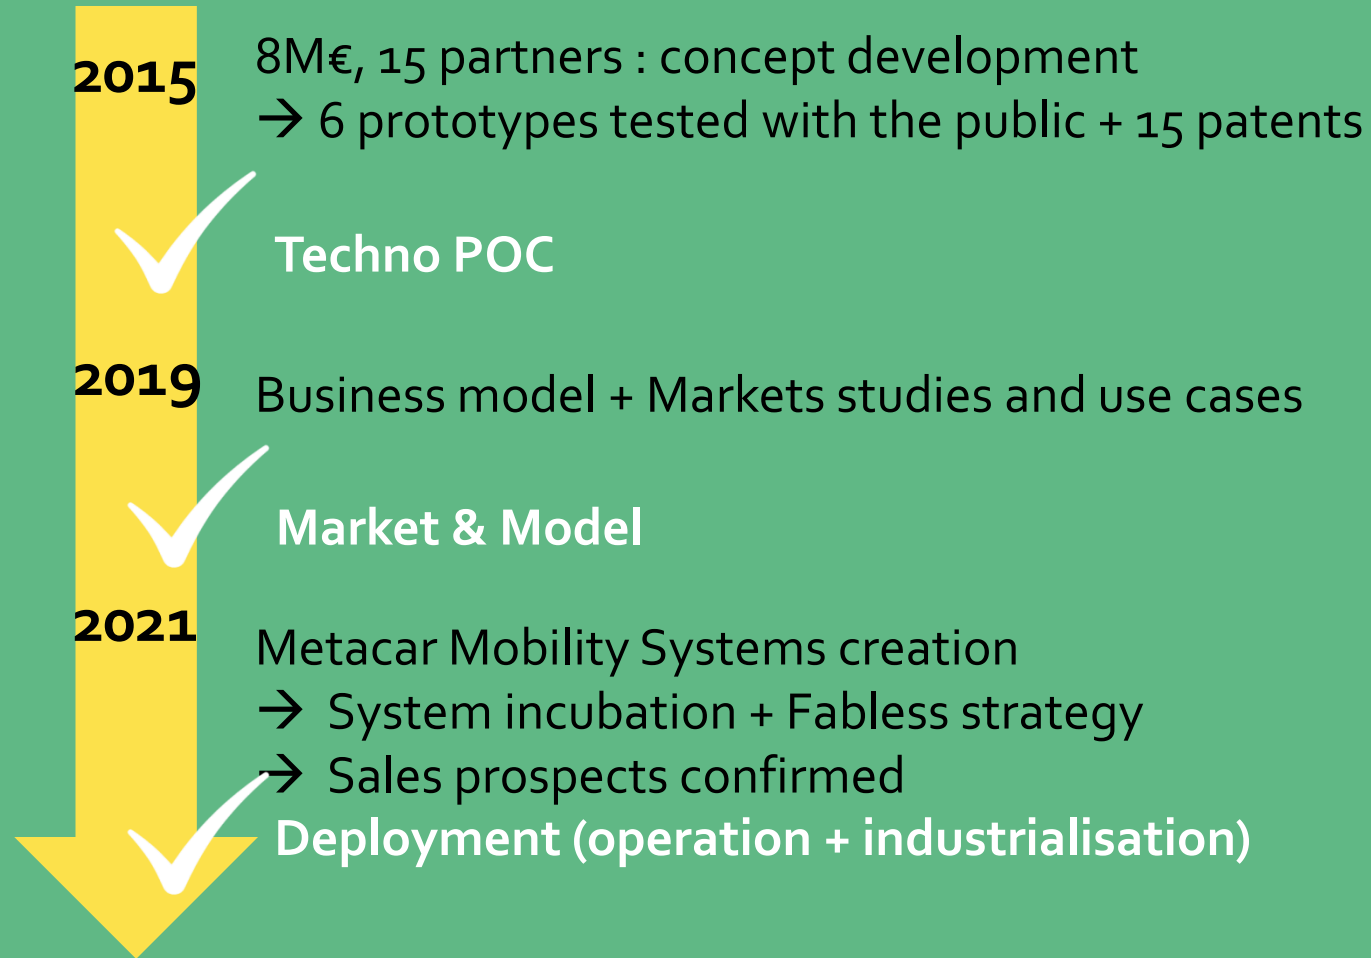 2015
8M€, 15 partners : concept development
→ 6 prototypes tested with the public + 15 patents
Techno POC
2019
Business model + Markets studies and use cases
Market & Model
2021
Metacar Mobility Systems creation
→ System incubation + Fabless strategy
→ Sales prospects confirmed
Deployment (operation + industrialisation)